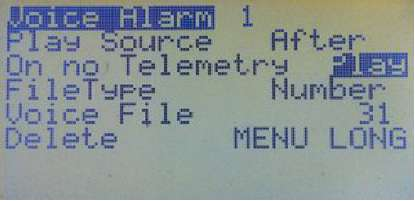 Voice Alarm 1
Play Source After
On no Telemetry Play
FileType Number
Voice File 31
Delete MENU LONG